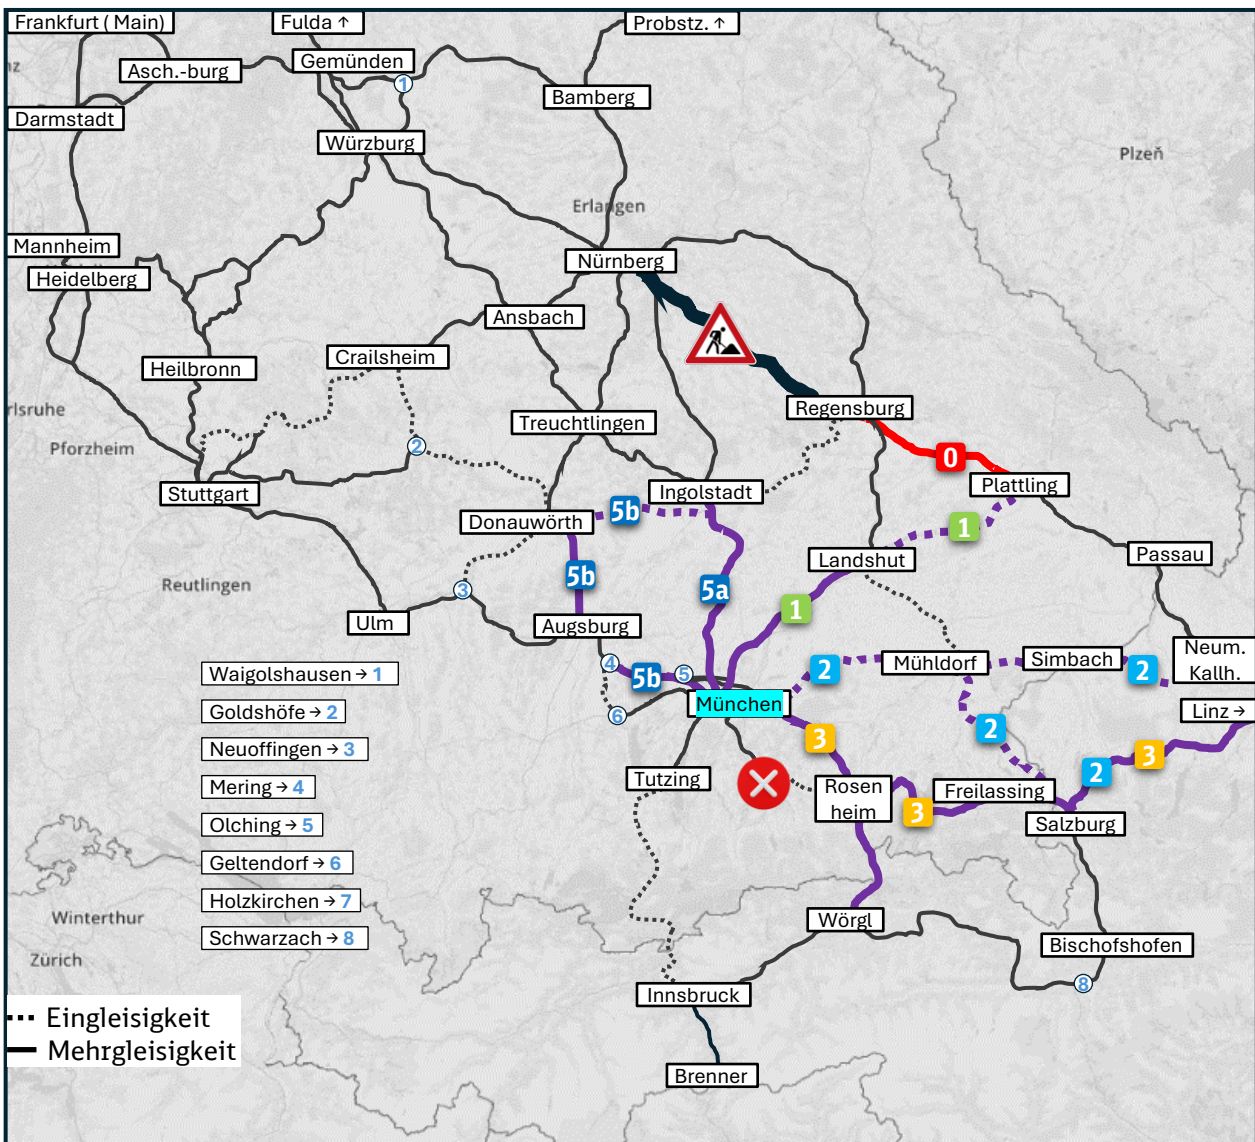 Frankfurt ( Main)
Fulda ↑
Probstz. ↑
Gemünden
Asch.-burg
1
Bamberg
Darmstadt
Würzburg
Plzeň
Erlangen
Mannheim
Nürnberg
Heidelberg
Ansbach
Crailsheim
Heilbronn
Regensburg
rlsruhe
Treuchtlingen
Pforzheim
2
0
Plattling
Stuttgart
Ingolstadt
5b
Donauwörth
1
Passau
Landshut
5b
Reutlingen
3
5a
1
Ulm
Augsburg
Neum.
Kallh.
Simbach
Mühldorf
4
2
2
Waigolshausen → 1
5b
5
München
Goldshöfe → 2
6
Linz →
2
3
Neuoffingen → 3
3
2
Tutzing
Mering → 4
Rosen
heim
Freilassing
3
Olching → 5
Salzburg
Geltendorf → 6
Holzkirchen → 7
Winterthur
Wörgl
Schwarzach → 8
Bischofshofen
Zürich
8
Innsbruck
Eingleisigkeit
Mehrgleisigkeit
Brenner